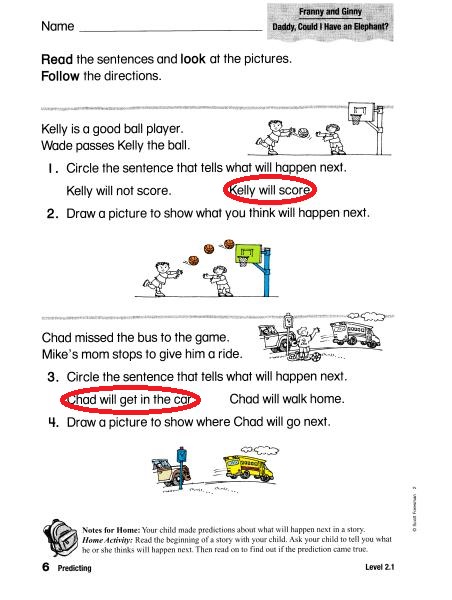 Name
Franny and Ginny
Daddy, Could I Have an Elephant?
Read the sentences and look at the pictures.
Follow the directions.
Kelly is a good ball player.
Wade passes Kelly the ball.
1. Circle the sentence that tells what will happen next.
Kelly will not score. Kelly will score.
2. Draw a picture to show what you think will happen next.
Chad missed the bus to the game.
Mike's mom stops to give him a ride.
3. Circle the sentence that tells what will happen next.
Chad will get in the car. Chad will walk home.
4. Draw a picture to show where Chad will go next.
Notes for Home: Your child made predictions about what will happen next in a story.
Home Activity: Read the beginning of a story with your child. Ask your child to tell you what
he or she thinks will happen next. Then read on to find out if the prediction came true.
6 Predicting
Level 2.1
© Scott Foresman 2